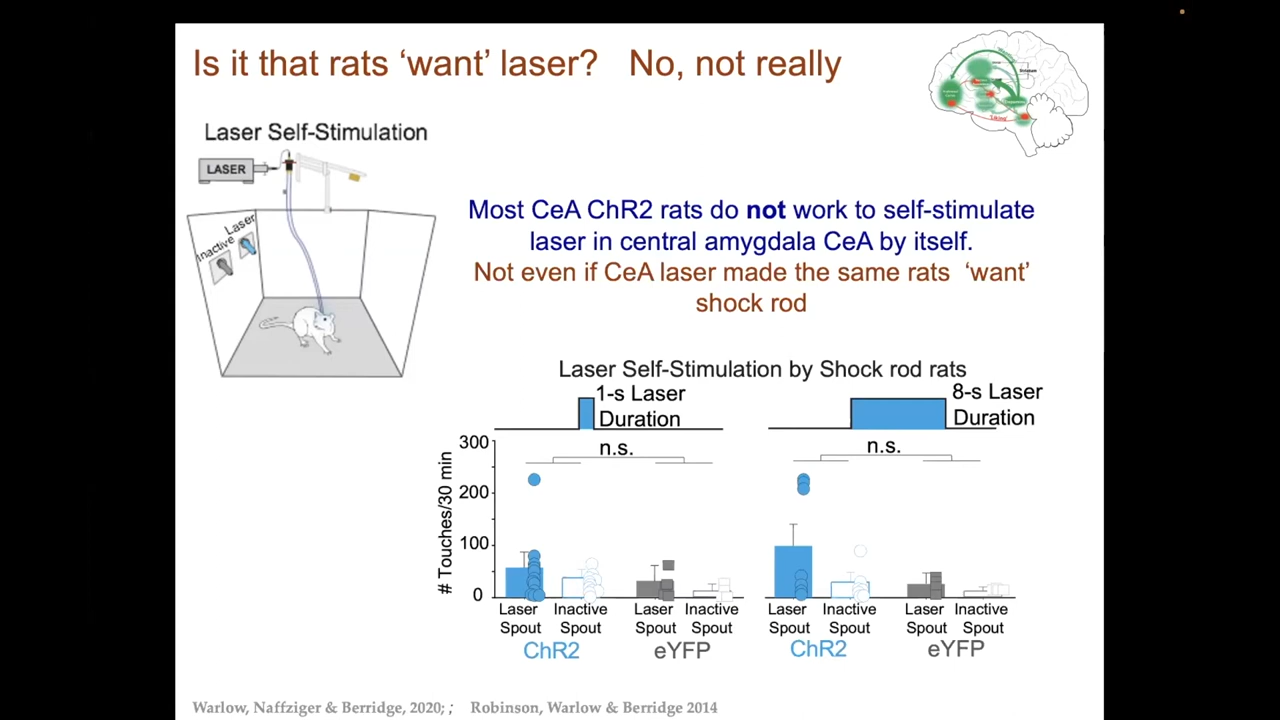 Is it that rats ‘want’ laser? No, not really
Laser Self-Stimulation
LASER
Laser
Inactive
Most CeA ChR2 rats do not work to self-stimulate
laser in central amygdala CeA by itself.
Not even if CeA laser made the same rats ‘want’
shock rod
Laser Self-Stimulation by Shock rod rats
1-s Laser
Duration
8-s Laser
Duration
n.s.
n.s.
# Touches/30 min
300
200
100
0
Laser Spout
Inactive Spout
Laser Spout
Inactive Spout
Laser Spout
Inactive Spout
Laser Spout
Inactive Spout
ChR2
eYFP
ChR2
eYFP
Warlow, Naffziger & Berridge, 2020; ; Robinson, Warlow & Berridge 2014